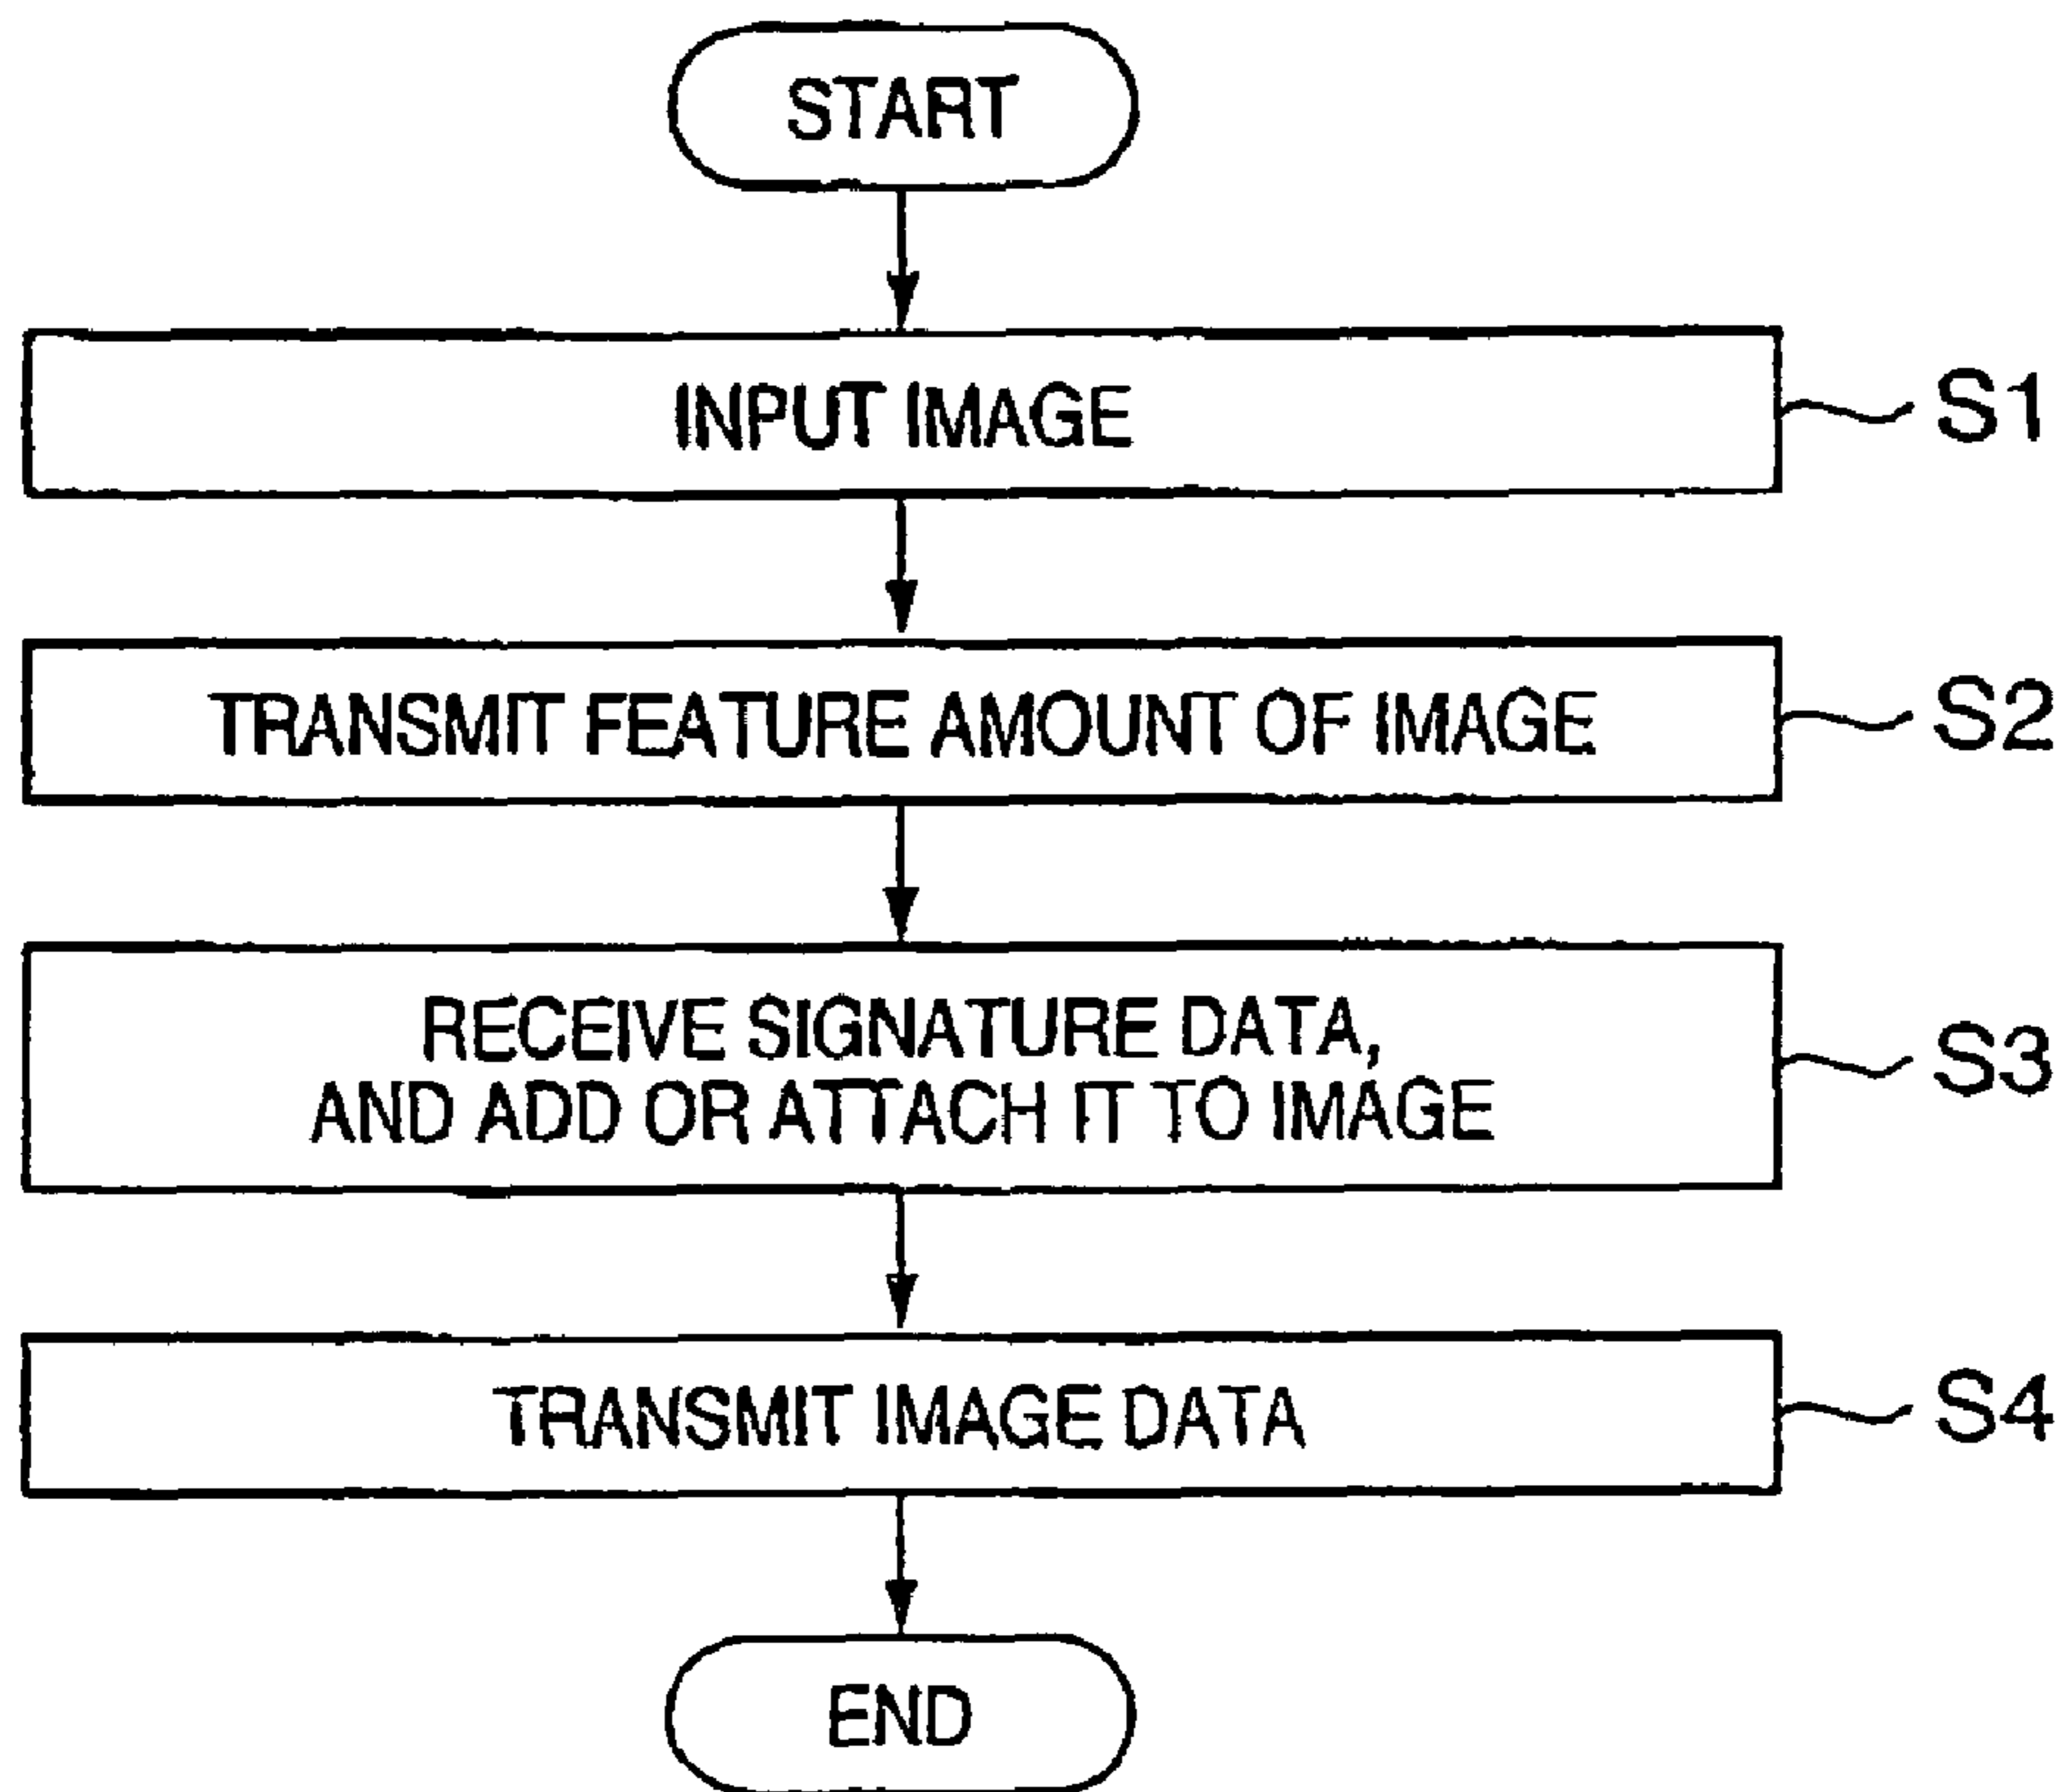 START
INPUT IMAGE
S1
TRANSMIT FEATURE AMOUNT OF IMAGE
S2
RECEIVE SIGNATURE DATA,
AND ADD OR ATTACH IT TO IMAGE
S3
TRANSMIT IMAGE DATA
S4
END